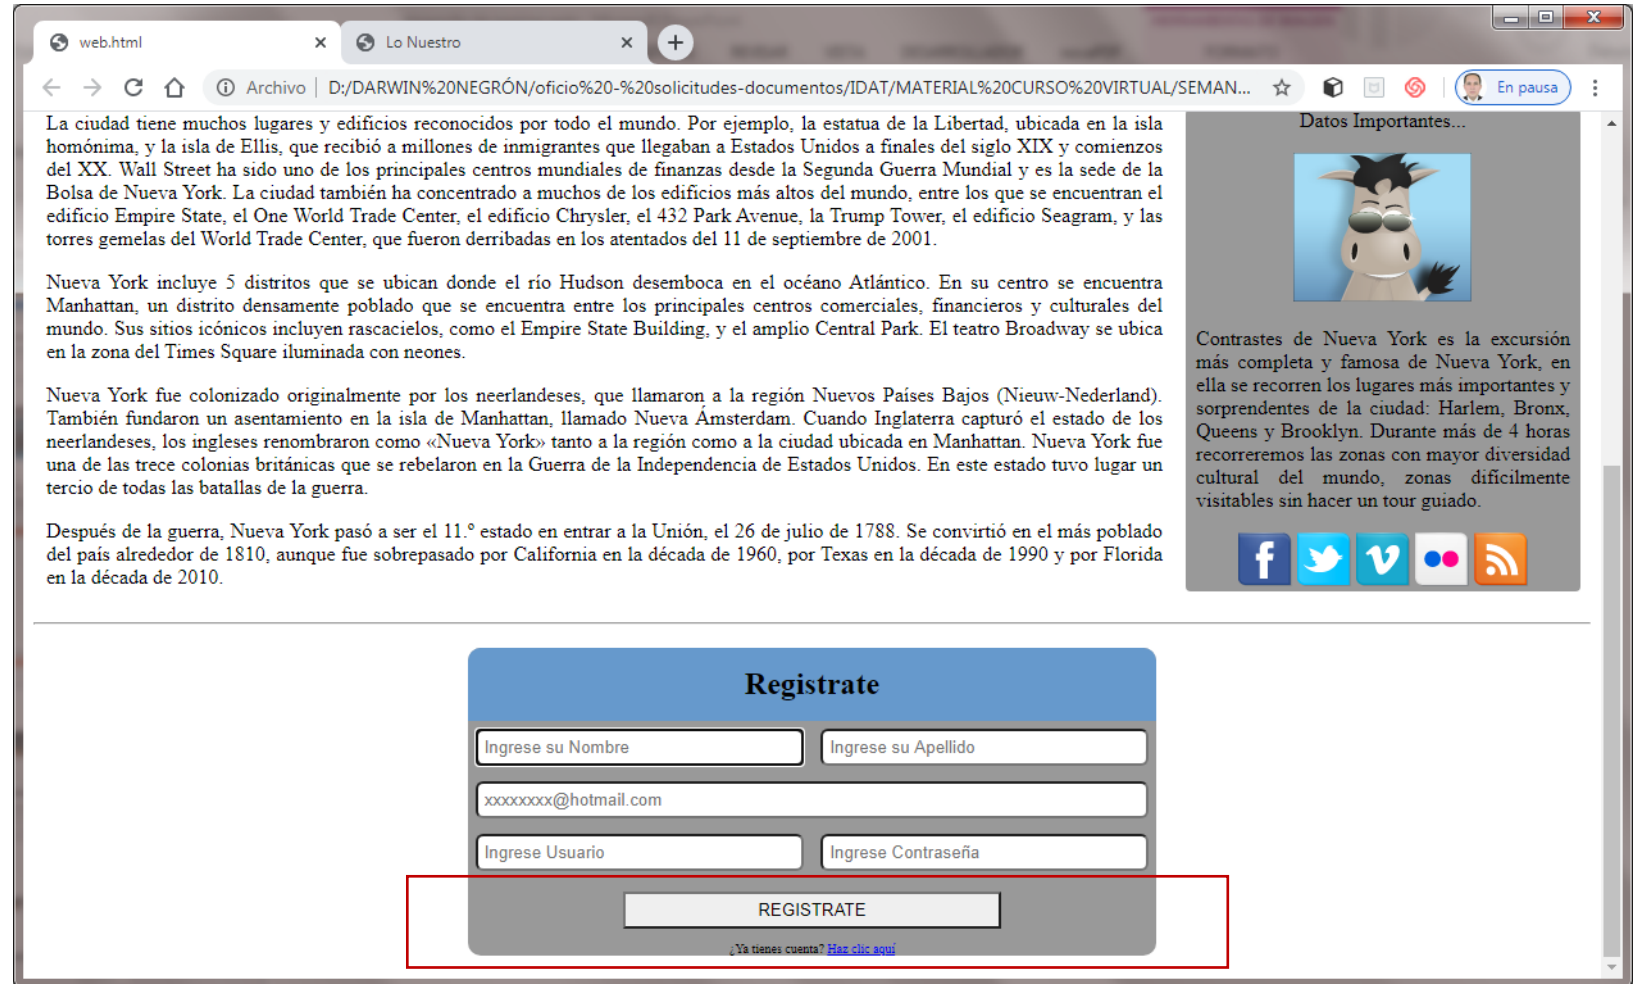 web.html
Lo Nuestro
Archivo | D:/DARWIN%20NEGRÓN/oficio%20-%20solicitudes-documentos/IDAT/MATERIAL%20CURSO%20VIRTUAL/SEMAN...
En pausa
La ciudad tiene muchos lugares y edificios reconocidos por todo el mundo. Por ejemplo, la estatua de la Libertad, ubicada en la isla
homónima, y la isla de Ellis, que recibió a millones de inmigrantes que llegaban a Estados Unidos a finales del siglo XIX y comienzos
del XX. Wall Street ha sido uno de los principales centros mundiales de finanzas desde la Segunda Guerra Mundial y es la sede de la
Bolsa de Nueva York. La ciudad también ha concentrado a muchos de los edificios más altos del mundo, entre los que se encuentran el
edificio Empire State, el One World Trade Center, el edificio Chrysler, el 432 Park Avenue, la Trump Tower, el edificio Seagram, y las
torres gemelas del World Trade Center, que fueron derribadas en los atentados del 11 de septiembre de 2001.
Nueva York incluye 5 distritos que se ubican donde el río Hudson desemboca en el océano Atlántico. En su centro se encuentra
Manhattan, un distrito densamente poblado que se encuentra entre los principales centros comerciales, financieros y culturales del
mundo. Sus sitios icónicos incluyen rascacielos, como el Empire State Building, y el amplio Central Park. El teatro Broadway se ubica
en la zona del Times Square iluminada con neones.
Nueva York fue colonizado originalmente por los neerlandeses, que llamaron a la región Nuevos Países Bajos (Nieuw-Nederland).
También fundaron un asentamiento en la isla de Manhattan, llamado Nueva Ámsterdam. Cuando Inglaterra capturó el estado de los
neerlandeses, los ingleses renombraron como «Nueva York» tanto a la región como a la ciudad ubicada en Manhattan. Nueva York fue
una de las trece colonias británicas que se rebelaron en la Guerra de la Independencia de Estados Unidos. En este estado tuvo lugar un
tercio de todas las batallas de la guerra.
Después de la guerra, Nueva York pasó a ser el 11.º estado en entrar a la Unión, el 26 de julio de 1788. Se convirtió en el más poblado
del país alrededor de 1810, aunque fue sobrepasado por California en la década de 1960, por Texas en la década de 1990 y por Florida
en la década de 2010.
Datos Importantes...
Contrastes de Nueva York es la excursión
más completa y famosa de Nueva York, en
ella se recorren los lugares más importantes y
sorprendentes de la ciudad: Harlem, Bronx,
Queens y Brooklyn. Durante más de 4 horas
recorreremos las zonas con mayor diversidad
cultural del mundo, zonas difícilmente
visitables sin hacer un tour guiado.
Registrate
Ingrese su Nombre
Ingrese su Apellido
xxxxxxxx@hotmail.com
Ingrese Usuario
Ingrese Contraseña
REGISTRATE
¿Ya tienes cuenta? Haz clic aquí